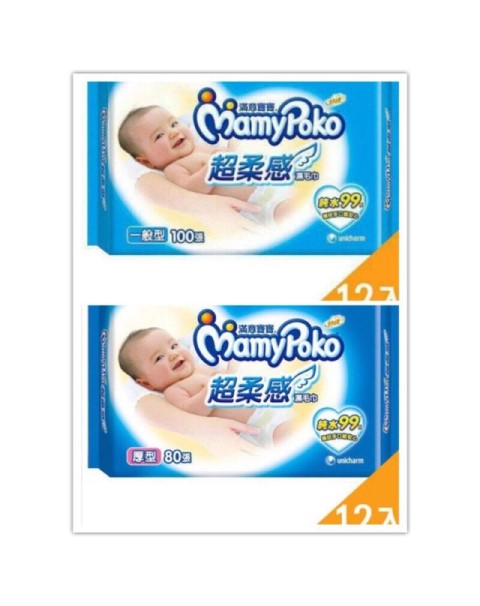 滿意寶寶
MamyPoko
超柔感
濕毛巾
純水99%
一般型 100張
unicharm
12入
滿意寶寶
MamyPoko
超柔感
濕毛巾
純水99%
厚型 80張
unicharm
12入